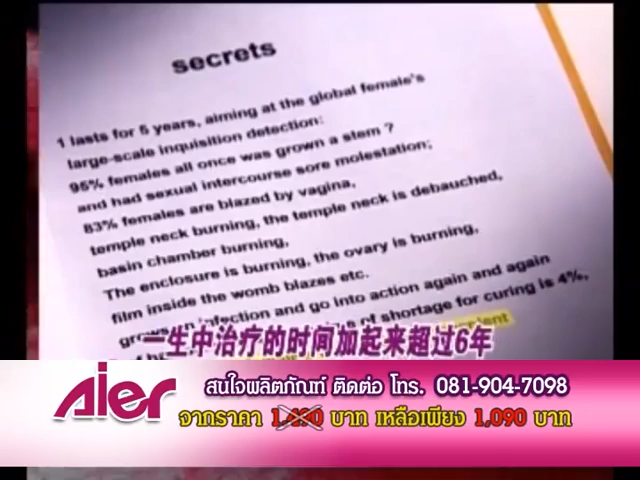 secrets
1 lasts for 5 years, aiming at the global female's
large-scale inquisition detection:
95% females all once was grown a stem ?
and had sexual intercourse sore molestation;
83% females are blazed by vagina,
temple neck burning, the temple neck is debauched,
basin chamber burning,
The enclosure is burning, the ovary is burning,
film inside the womb blazes etc.
infection and go into action again and again
of shortage for curing is 4%,
一生中治疗的时间加起来超过6年
Aier
สนใจผลิตภัณฑ์ ติดต่อ โทร. 081-904-7098
จากราคา 1,490 บาท เหลือเพียง 1,090 บาท